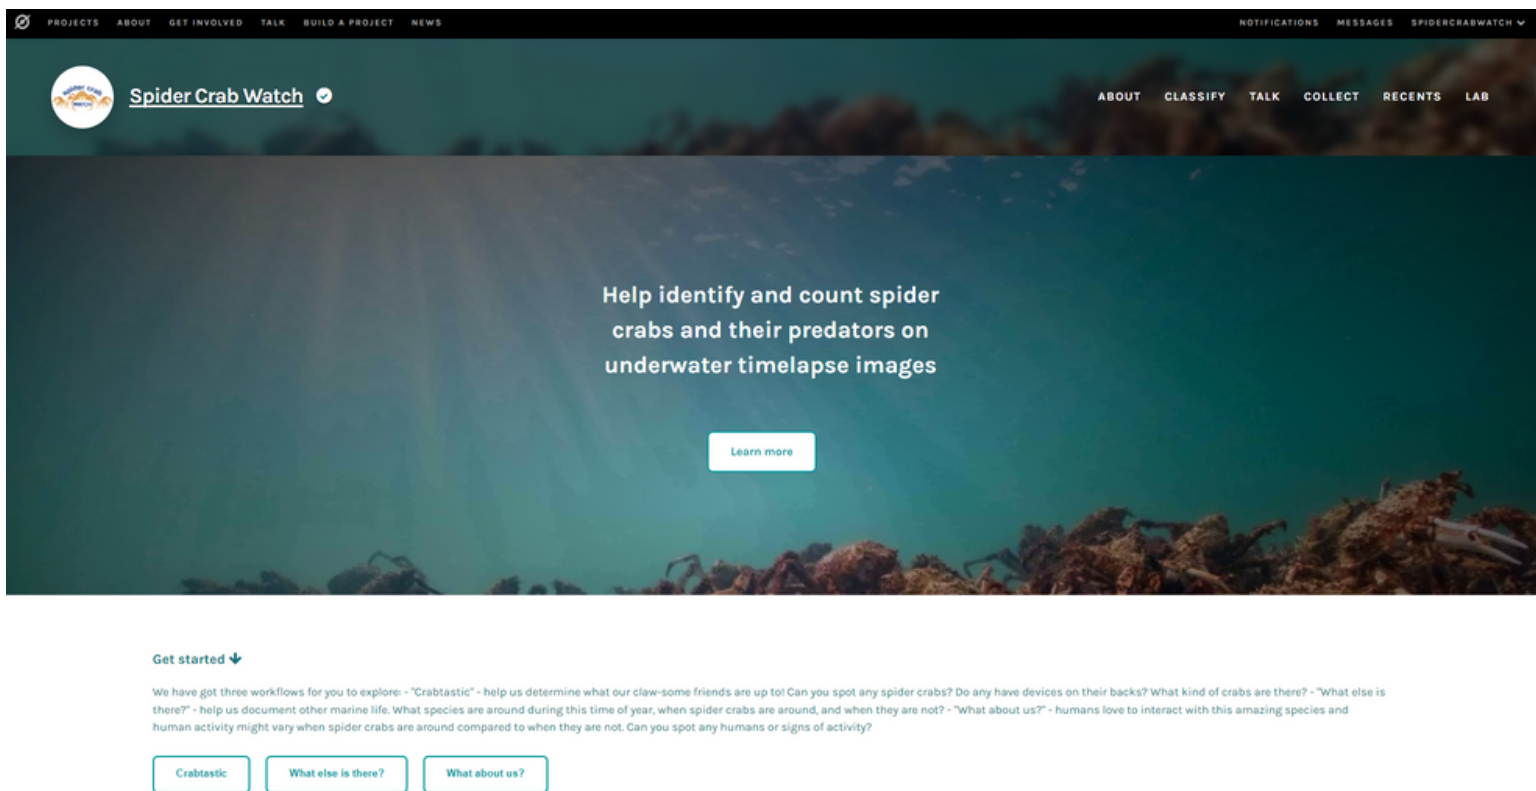 PROJECTS ABOUT GET INVOLVED TALK BUILD A PROJECT NEWS NOTIFICATIONS MESSAGES SPIDERCRABWATCH
spider crab
WATCH
Spider Crab Watch
ABOUT CLASSIFY TALK COLLECT RECENTS LAB
Help identify and count spider
crabs and their predators on
underwater timelapse images
Learn more
Get started
We have got three workflows for you to explore: - "Crabtastic" - help us determine what our claw-some friends are up to! Can you spot any spider crabs? Do any have devices on their backs? What kind of crabs are there? - "What else is
there?" - help us document other marine life. What species are around during this time of year, when spider crabs are around, and when they are not? - "What about us?" - humans love to interact with this amazing species and
human activity might vary when spider crabs are around compared to when they are not. Can you spot any humans or signs of activity?
Crabtastic What else is there? What about us?